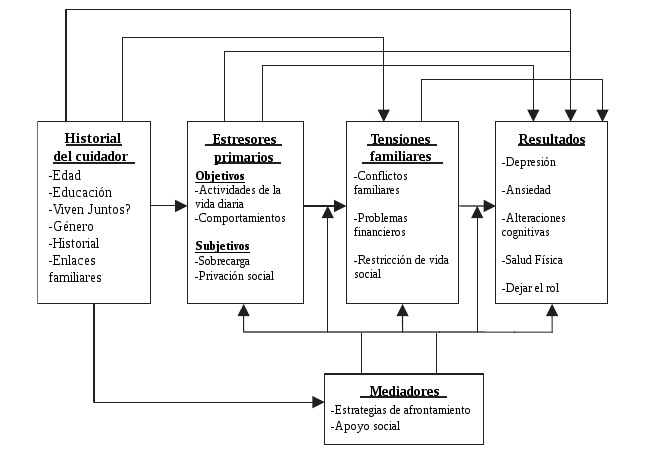 Historial
del cuidador
-Edad
-Educación
-Viven Juntos?
-Género
-Historial
-Enlaces
familiares
Estresores
primarios
Objetivos
-Actividades de la
vida diaria
-Comportamientos
Subjetivos
-Sobrecarga
-Privación social
Tensiones
familiares
-Conflictos
familiares
-Problemas
financieros
-Restricción de vida
social
Resultados
-Depresión
-Ansiedad
-Alteraciones
cognitivas
-Salud Física
-Dejar el rol
Mediadores
-Estrategias de afrontamiento
-Apoyo social